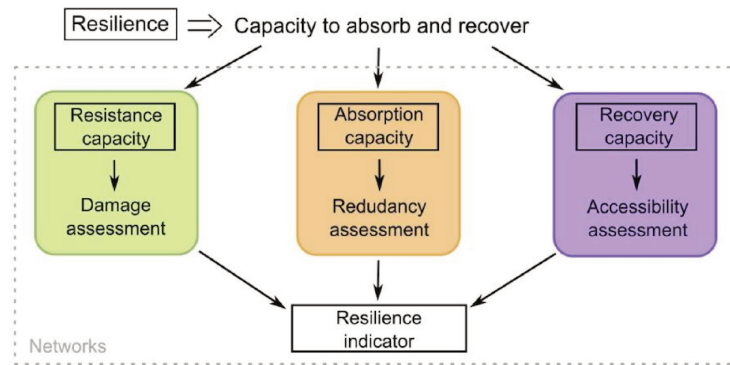 Resilience ⇒ Capacity to absorb and recover
Resistance
capacity
Damage
assessment
Absorption
capacity
Redudancy
assessment
Recovery
capacity
Accessibility
assessment
Resilience
indicator
Networks